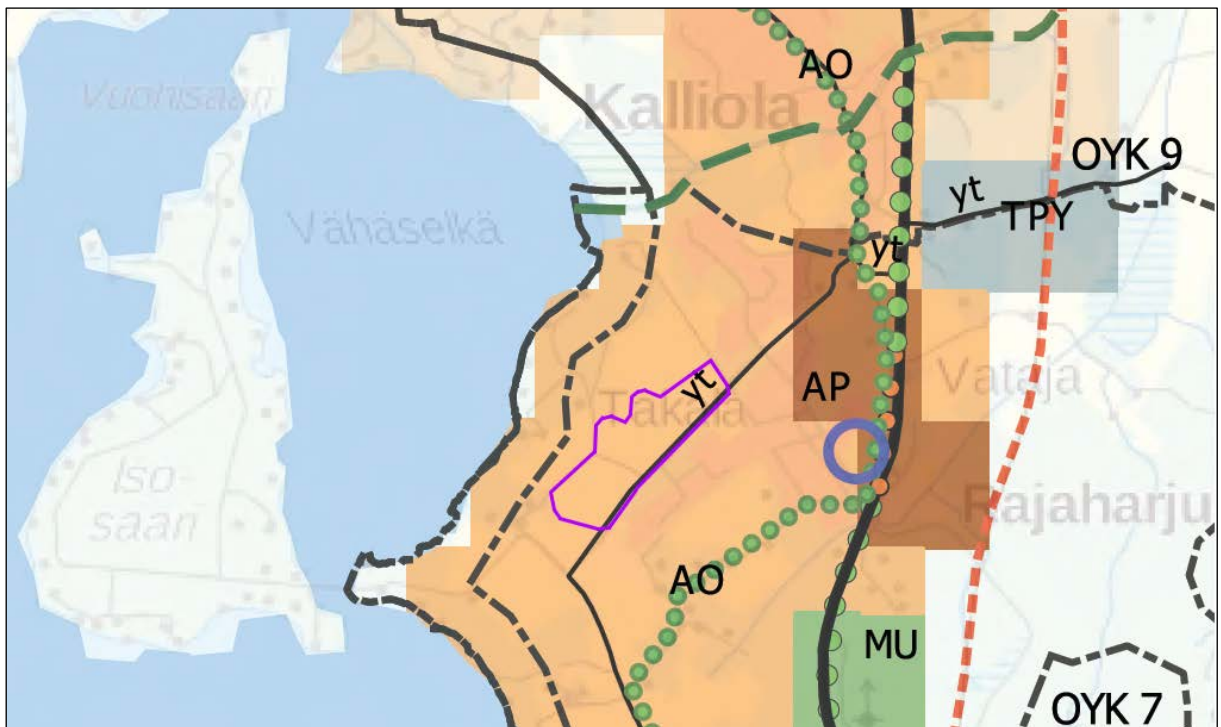 AO
Vuohisaari
Kalliola
OYK 9
yt
TPY
Vähäselkä
yt
yt
AP
Vataja
Takala
Iso-
saari
Rajaharju
AO
MU
OYK 7